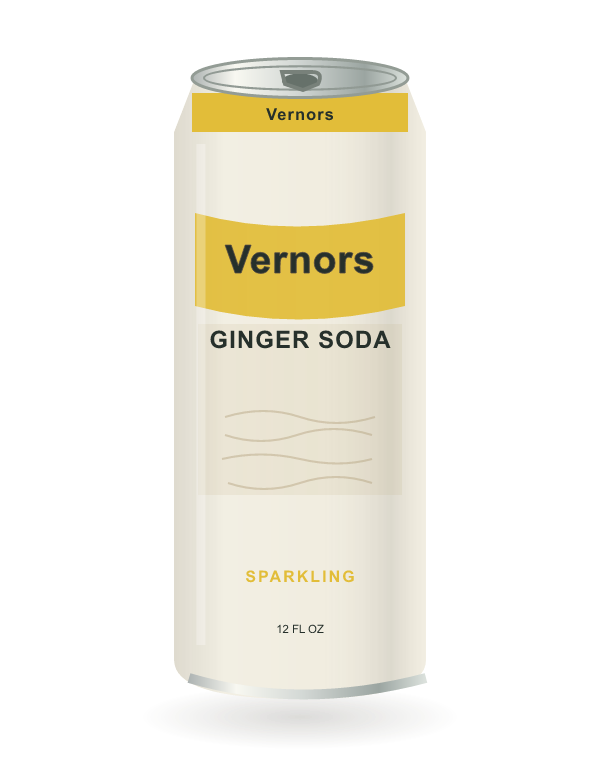 Vernors
Vernors
GINGER SODA
SPARKLING
12 FL OZ